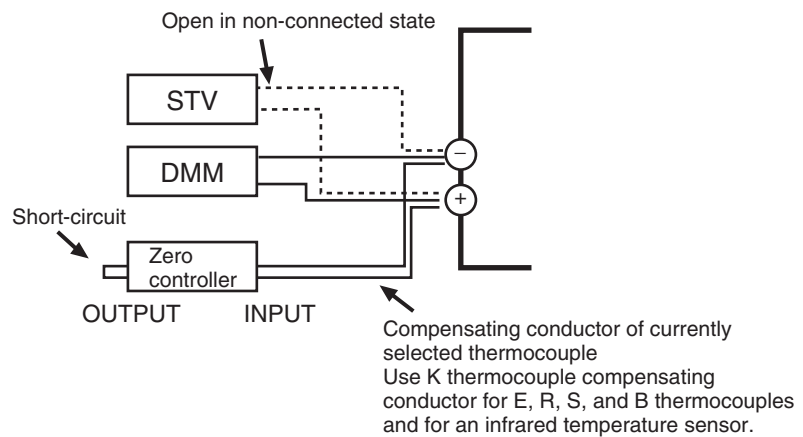 Open in non-connected state
STV
DMM
−
+
Short-circuit
Zero
controller
OUTPUT
INPUT
Compensating conductor of currently
selected thermocouple
Use K thermocouple compensating
conductor for E, R, S, and B thermocouples
and for an infrared temperature sensor.